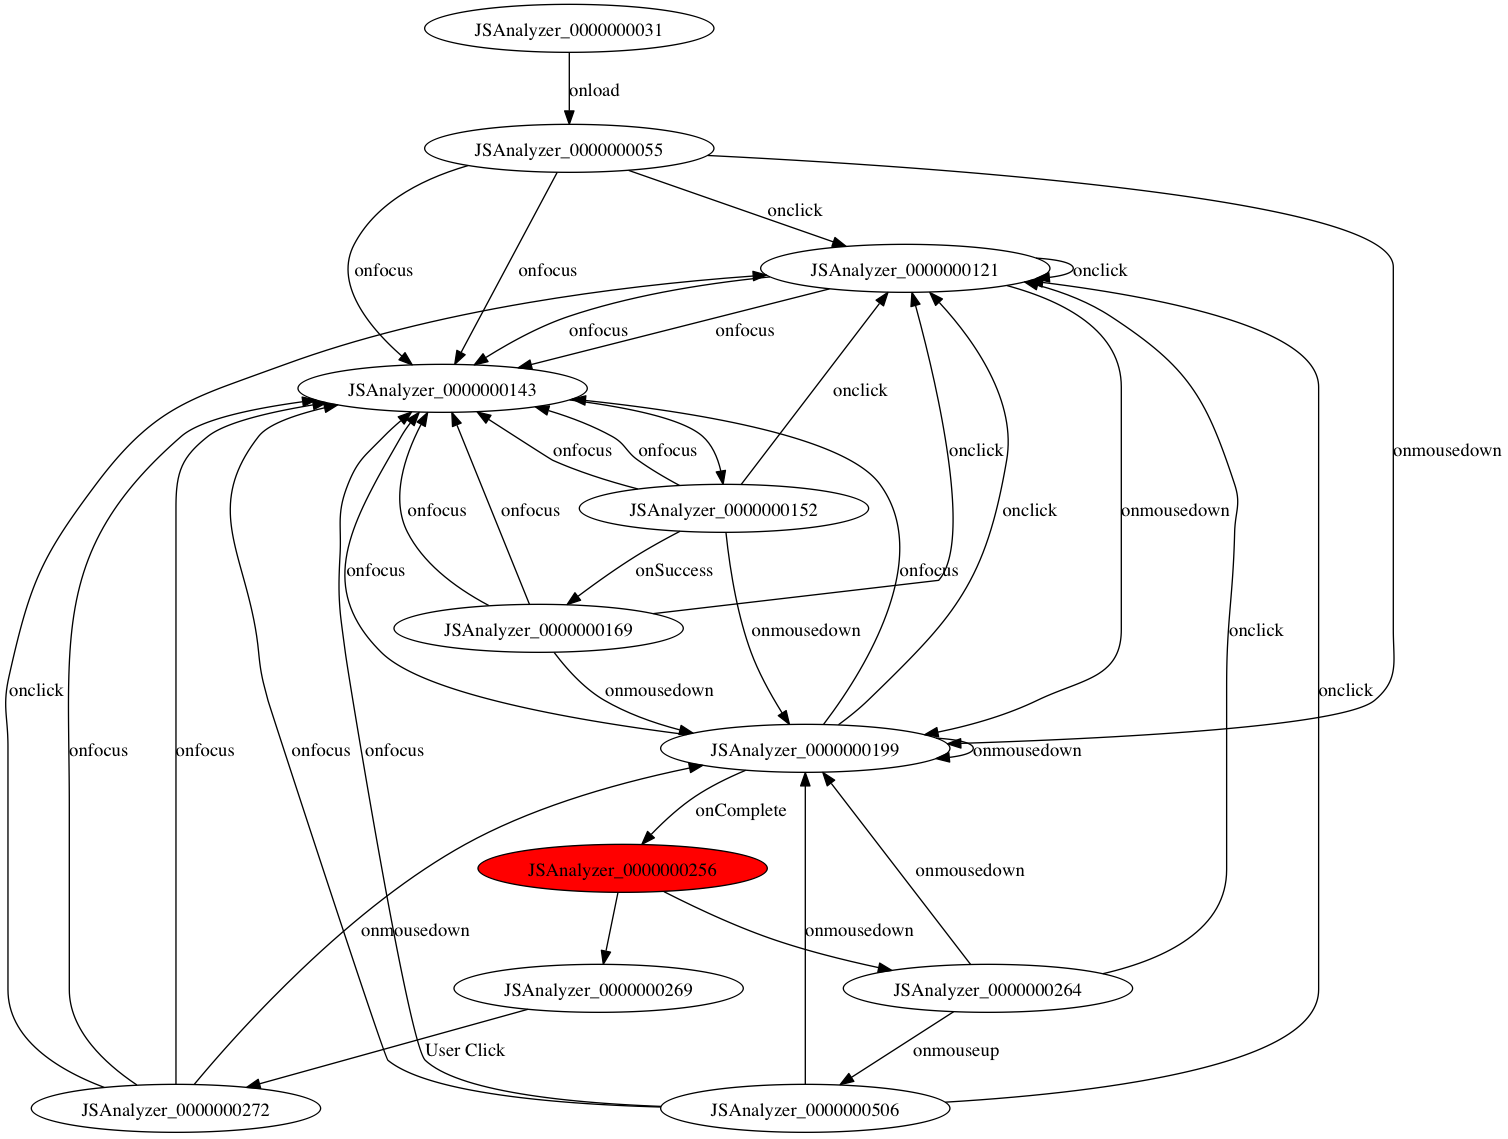 JSAnalyzer_0000000031
onload
JSAnalyzer_0000000055
onclick
onfocus
onfocus
JSAnalyzer_0000000121
onclick
onfocus
onfocus
JSAnalyzer_0000000143
onclick
onfocus
onfocus
onclick
onmousedown
JSAnalyzer_0000000152
onfocus
onfocus
onclick
onmousedown
onfocus
onSuccess
onfocus
JSAnalyzer_0000000169
onmousedown
onclick
onclick
onmousedown
onclick
JSAnalyzer_0000000199
onfocus
onfocus
onfocus
onfocus
onmousedown
onComplete
JSAnalyzer_0000000256
onmousedown
onmousedown
onmousedown
JSAnalyzer_0000000269
JSAnalyzer_0000000264
User Click
onmouseup
JSAnalyzer_0000000272
JSAnalyzer_0000000506